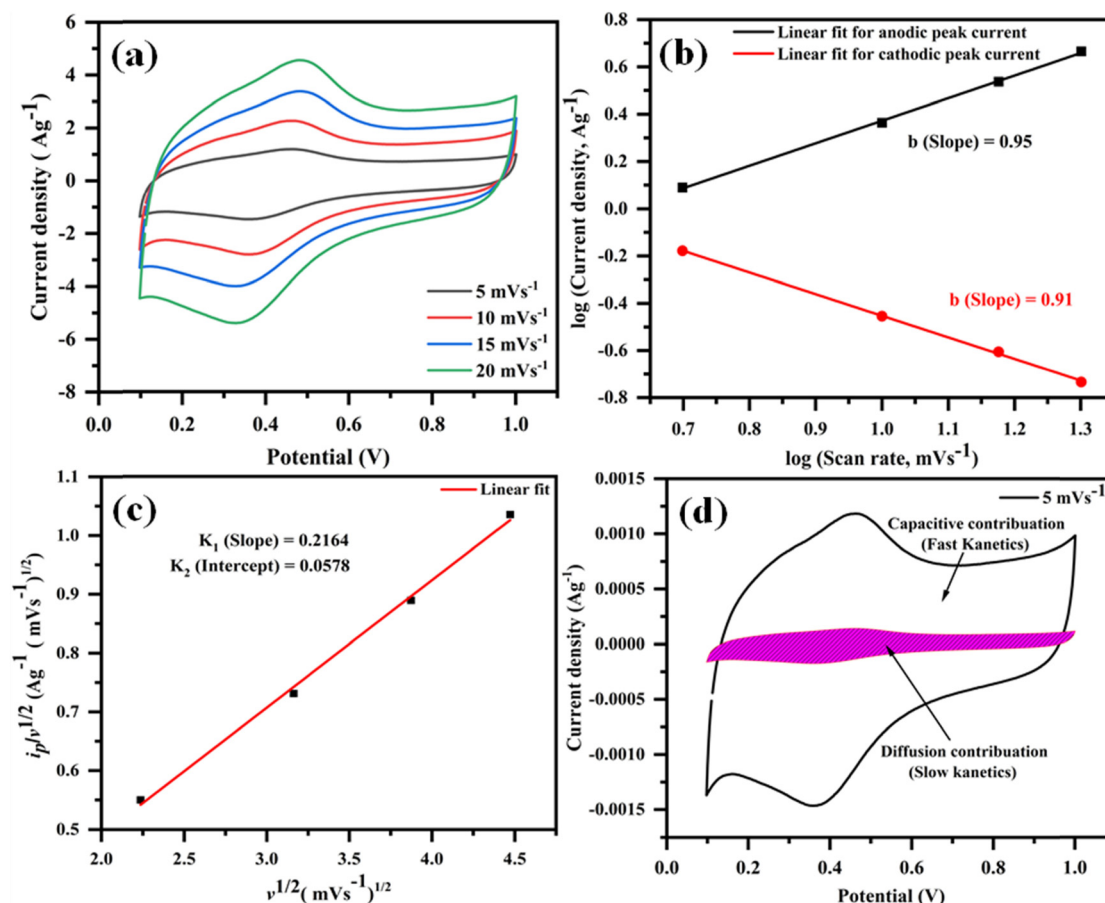 (a)
Current density ( Ag⁻¹)
4
2
0
-2
-4
-6
-8
0.0 0.2 0.4 0.6 0.8 1.0
Potential (V)
5 mVs⁻¹
10 mVs⁻¹
15 mVs⁻¹
20 mVs⁻¹
(b)
Linear fit for anodic peak current
Linear fit for cathodic peak current
log (Current density, Ag⁻¹)
0.8
0.6
0.4
0.2
0.0
-0.2
-0.4
-0.6
-0.8
b (Slope) = 0.95
b (Slope) = 0.91
0.7 0.8 0.9 1.0 1.1 1.2 1.3
log (Scan rate, mVs⁻¹)
(c)
Linear fit
K₁ (Slope) = 0.2164
K₂ (Intercept) = 0.0578
iₚ/v¹/² (Ag⁻¹ ( mVs⁻¹)¹/²
1.1
1.0
0.9
0.8
0.7
0.6
0.5
2.0 2.5 3.0 3.5 4.0 4.5
v¹/²( mVs⁻¹)¹/²
(d)
5 mVs⁻¹
Capacitive contribuation
(Fast Kanetics)
Diffusion contribuation
(Slow kanetics)
Current density (Ag⁻¹)
0.0010
0.0005
0.0000
-0.0005
-0.0010
-0.0015
0.0 0.2 0.4 0.6 0.8 1.0
Potential (V)